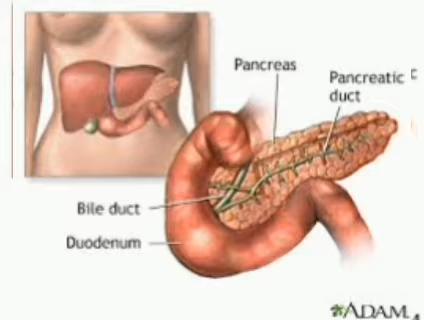 Pancreas
Pancreatic
duct
Bile duct
Duodenum
ADAM.